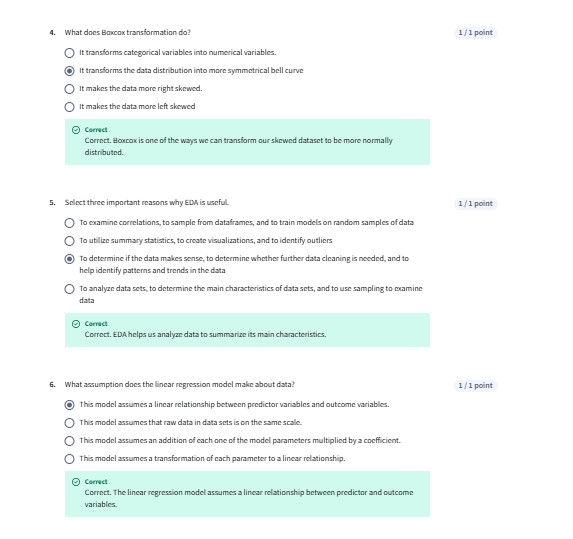 4. What does Boxcox transformation do?
1 / 1 point
It transforms categorical variables into numerical variables.
It transforms the data distribution into more symmetrical bell curve
It makes the data more right skewed.
It makes the data more left skewed
Correct
Correct. Boxcox is one of the ways we can transform our skewed dataset to be more normally
distributed.
5. Select three important reasons why EDA is useful.
1 / 1 point
To examine correlations, to sample from dataframes, and to train models on random samples of data
To utilize summary statistics, to create visualizations, and to identify outliers
To determine if the data makes sense, to determine whether further data cleaning is needed, and to
help identify patterns and trends in the data
To analyze data sets, to determine the main characteristics of data sets, and to use sampling to examine
data
Correct
Correct. EDA helps us analyze data to summarize its main characteristics.
6. What assumption does the linear regression model make about data?
1 / 1 point
This model assumes a linear relationship between predictor variables and outcome variables.
This model assumes that raw data in data sets is on the same scale.
This model assumes an addition of each one of the model parameters multiplied by a coefficient.
This model assumes a transformation of each parameter to a linear relationship.
Correct
Correct. The linear regression model assumes a linear relationship between predictor and outcome
variables.